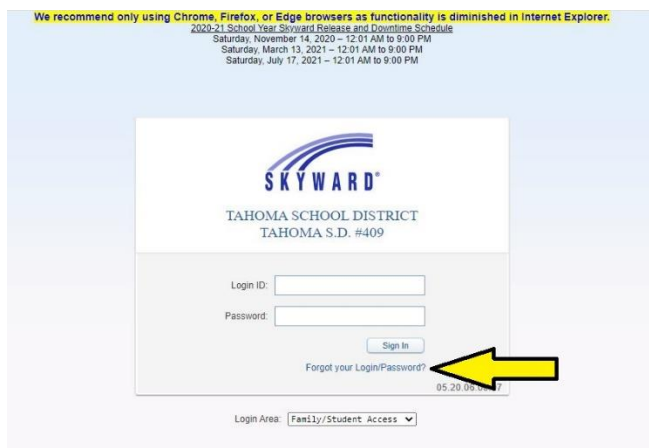 We recommend only using Chrome, Firefox, or Edge browsers as functionality is diminished in Internet Explorer.
2020-21 School Year Skyward Release and Downtime Schedule
Saturday, November 14, 2020 – 12:01 AM to 9:00 PM
Saturday, March 13, 2021 – 12:01 AM to 9:00 PM
Saturday, July 17, 2021 – 12:01 AM to 9:00 PM
SKYWARD®
TAHOMA SCHOOL DISTRICT
TAHOMA S.D. #409
Login ID:
Password:
Sign In
Forgot your Login/Password?
Login Area: Family/Student Access